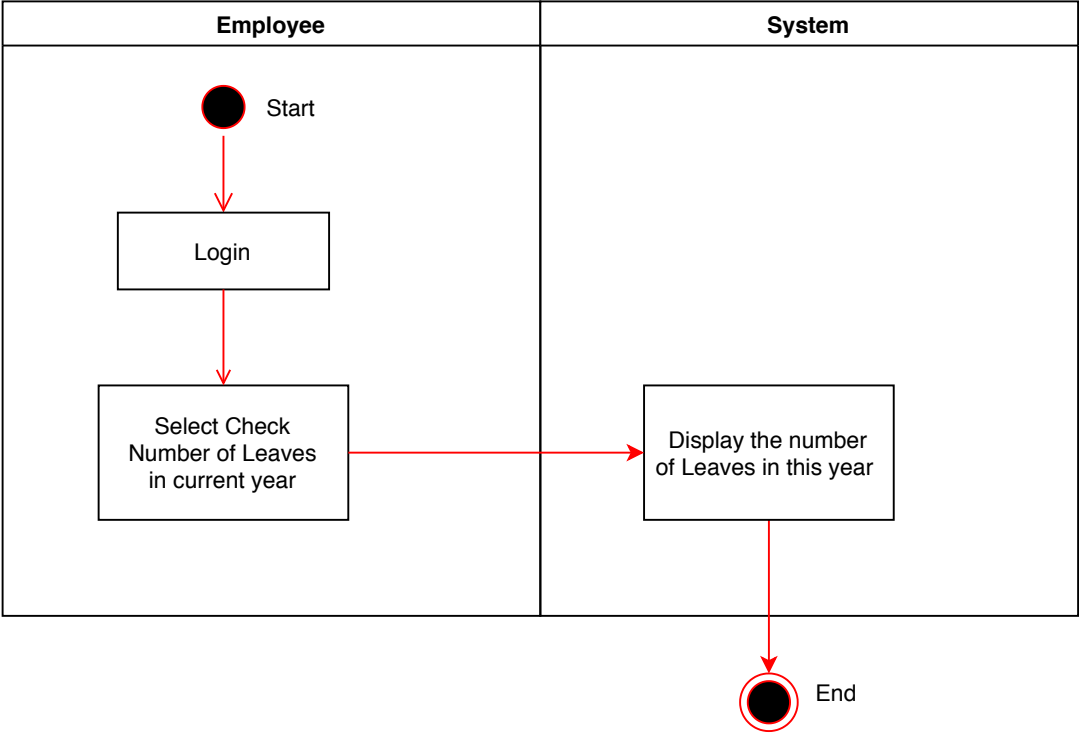 Employee
System
Start
Login
Select Check
Number of Leaves
in current year
Display the number
of Leaves in this year
End